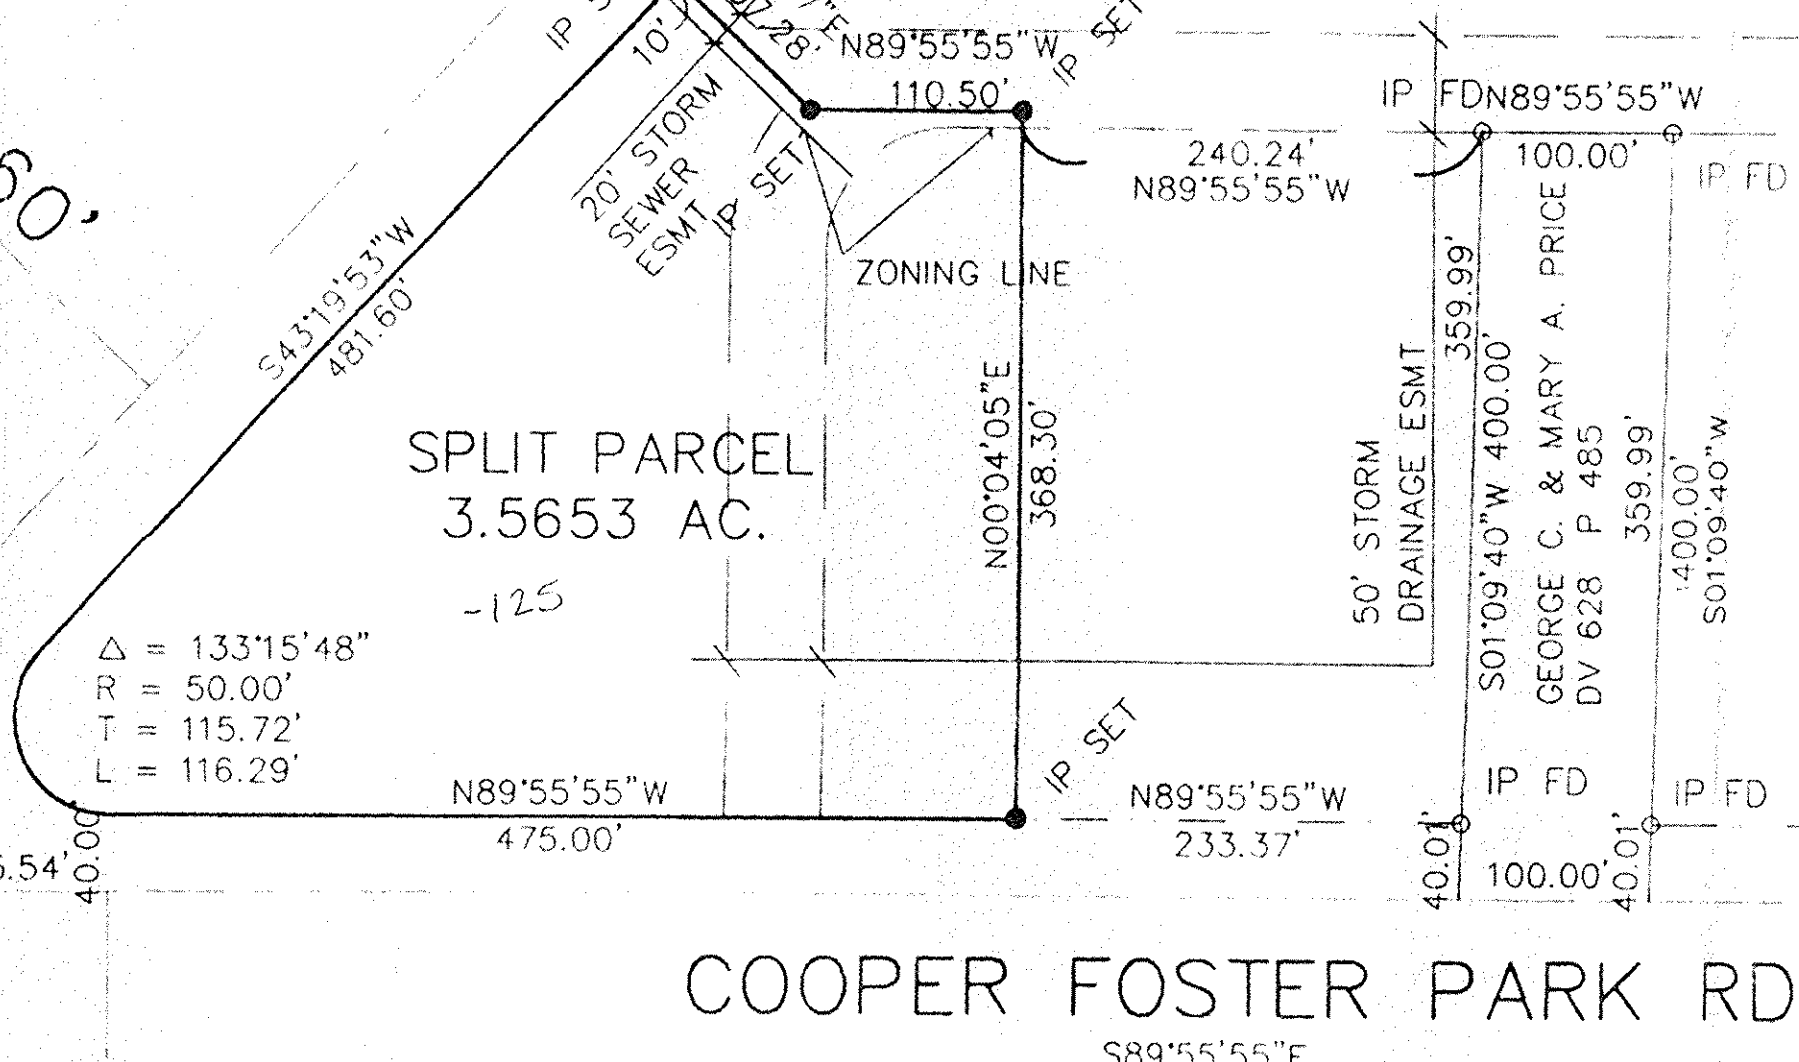 N89°55'55"W
110.50'
IP SET
10'
20' STORM
SEWER
ESMT
IP SET
ZONING LINE
IP FD
N89°55'55"W
100.00'
IP FD
240.24'
N89°55'55"W
60'
S43°19'53"W
481.60'
SPLIT PARCEL
3.5653 AC.
-125
N00°04'05"E
368.30'
50' STORM
DRAINAGE ESMT
359.99'
S01°09'40"W 400.00'
GEORGE C. & MARY A. PRICE
DV 628 P 485
359.99'
400.00'
S01°09'40"W
Δ = 133°15'48"
R = 50.00'
T = 115.72'
L = 116.29'
N89°55'55"W
475.00'
IP SET
N89°55'55"W
233.37'
IP FD
IP FD
40.00'
40.01'
100.00'
40.01'
COOPER FOSTER PARK RD
S89°55'55"E